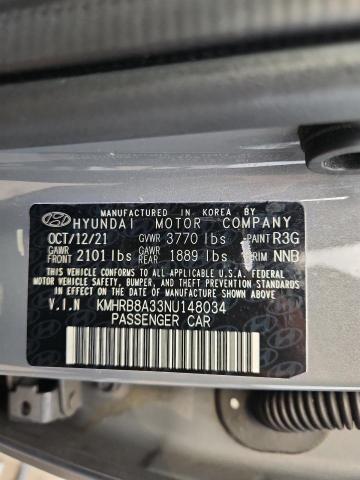 MANUFACTURED IN KOREA BY
HYUNDAI MOTOR COMPANY
OCT/12/21 GVWR 3770 lbs PAINT R3G
GAWR FRONT 2101 lbs GAWR REAR 1889 lbs TRIM NNB
THIS VEHICLE CONFORMS TO ALL APPLICABLE U.S.A. FEDERAL
MOTOR VEHICLE SAFETY, BUMPER, AND THEFT PREVENTION STANDARDS
IN EFFECT ON THE DATE OF MANUFACTURE SHOWN ABOVE.
V.I.N KMHRB8A33NU148034
PASSENGER CAR